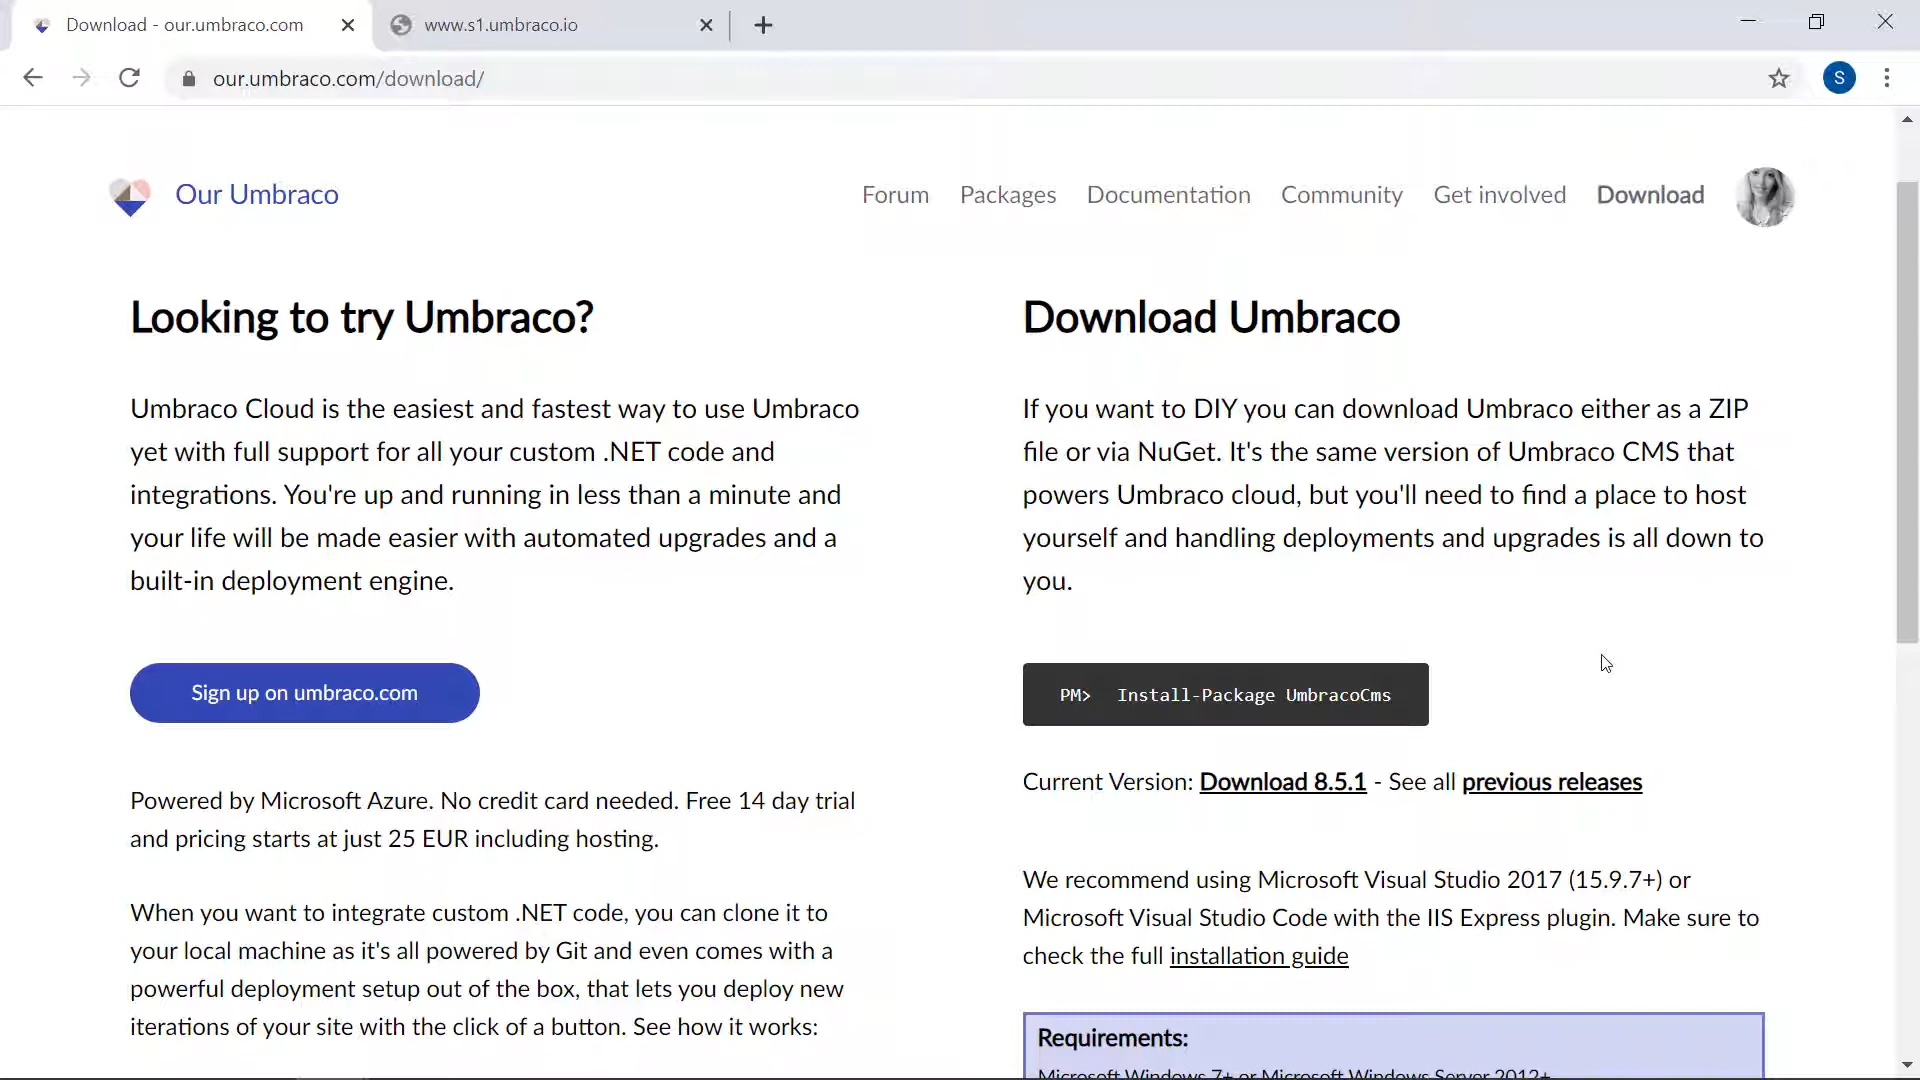 Download - our.umbraco.com
www.s1.umbraco.io
our.umbraco.com/download/
S
Our Umbraco
Forum Packages Documentation Community Get involved Download
Looking to try Umbraco?
Umbraco Cloud is the easiest and fastest way to use Umbraco
yet with full support for all your custom .NET code and
integrations. You're up and running in less than a minute and
your life will be made easier with automated upgrades and a
built-in deployment engine.
Sign up on umbraco.com
Powered by Microsoft Azure. No credit card needed. Free 14 day trial
and pricing starts at just 25 EUR including hosting.
When you want to integrate custom .NET code, you can clone it to
your local machine as it's all powered by Git and even comes with a
powerful deployment setup out of the box, that lets you deploy new
iterations of your site with the click of a button. See how it works:
Download Umbraco
If you want to DIY you can download Umbraco either as a ZIP
file or via NuGet. It's the same version of Umbraco CMS that
powers Umbraco cloud, but you'll need to find a place to host
yourself and handling deployments and upgrades is all down to
you.
PM> Install-Package UmbracoCms
Current Version: Download 8.5.1 - See all previous releases
We recommend using Microsoft Visual Studio 2017 (15.9.7+) or
Microsoft Visual Studio Code with the IIS Express plugin. Make sure to
check the full installation guide
Requirements:
Microsoft Windows 7+ or Microsoft Windows Server 2012+